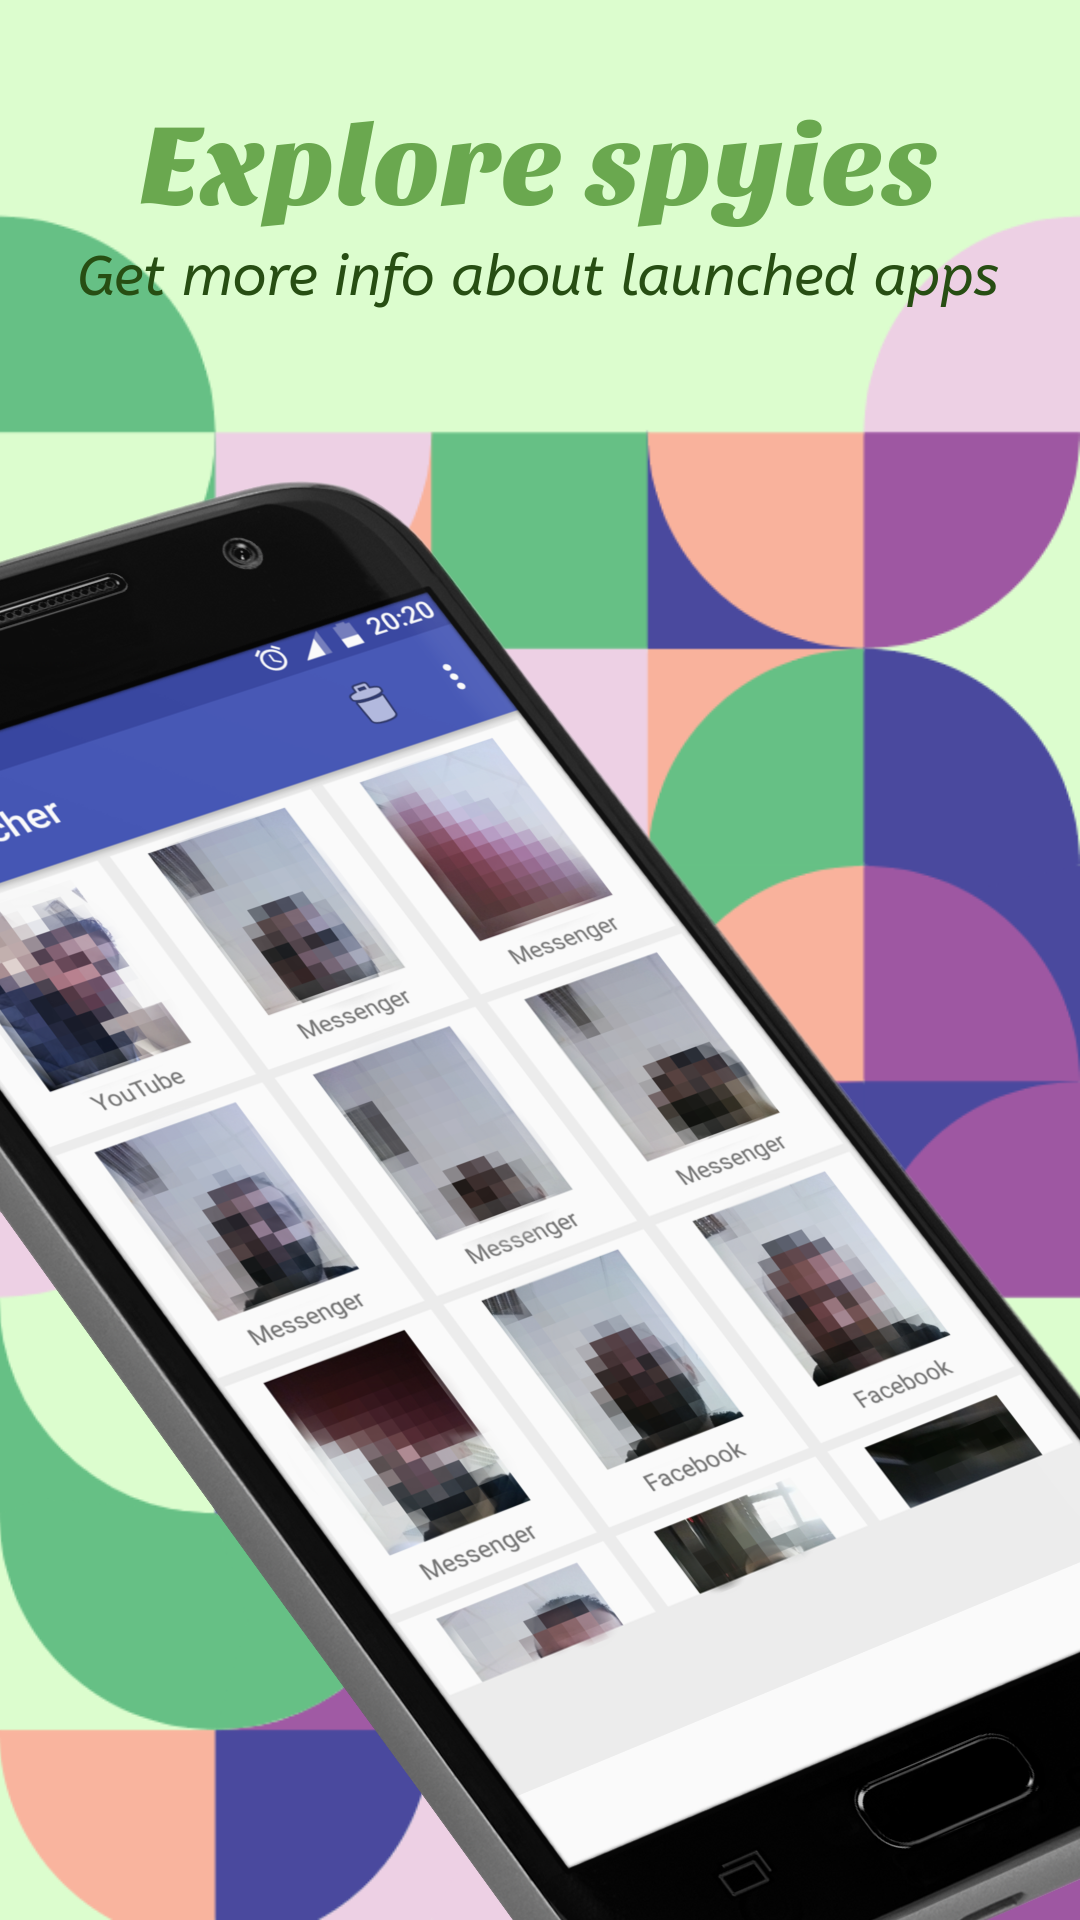 Explore spyies
Get more info about launched apps
20:20
cher
Messenger
Messenger
YouTube
Messenger
Messenger
Messenger
Facebook
Facebook
Messenger